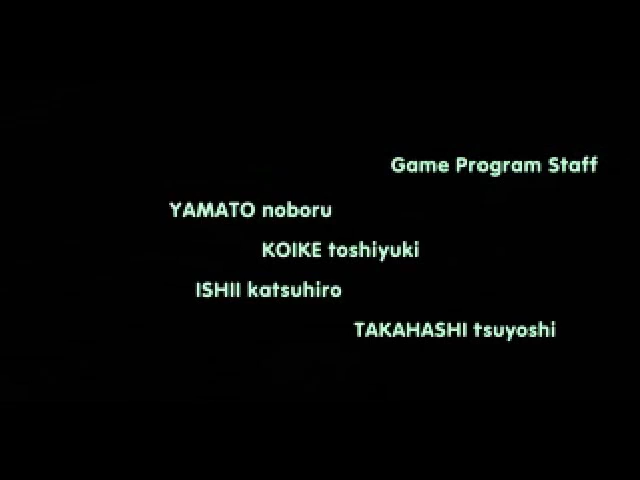 Game Program Staff
YAMATO noboru
KOIKE toshiyuki
ISHII katsuhiro
TAKAHASHI tsuyoshi